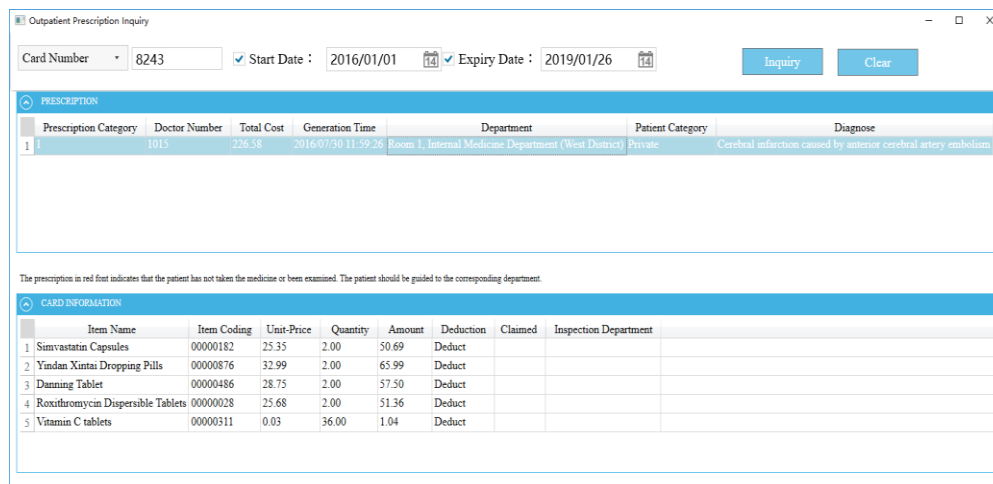 Outpatient Prescription Inquiry
Card Number 8243 Start Date： 2016/01/01 14 Expiry Date： 2019/01/26 14 Inquiry Clear
PRESCRIPTION
Prescription Category Doctor Number Total Cost Generation Time Department Patient Category Diagnose
1 1 1015 226.58 2016/07/30 11:59:26 Room 1, Internal Medicine Department (West District) Private Cerebral infarction caused by anterior cerebral artery embolism
The prescription in red font indicates that the patient has not taken the medicine or been examined. The patient should be guided to the corresponding department.
CARD INFORMATION
Item Name Item Coding Unit-Price Quantity Amount Deduction Claimed Inspection Department
1 Simvastatin Capsules 00000182 25.35 2.00 50.69 Deduct
2 Yindan Xintai Dropping Pills 00000876 32.99 2.00 65.99 Deduct
3 Danning Tablet 00000486 28.75 2.00 57.50 Deduct
4 Roxithromycin Dispersible Tablets 00000028 25.68 2.00 51.36 Deduct
5 Vitamin C tablets 00000311 0.03 36.00 1.04 Deduct